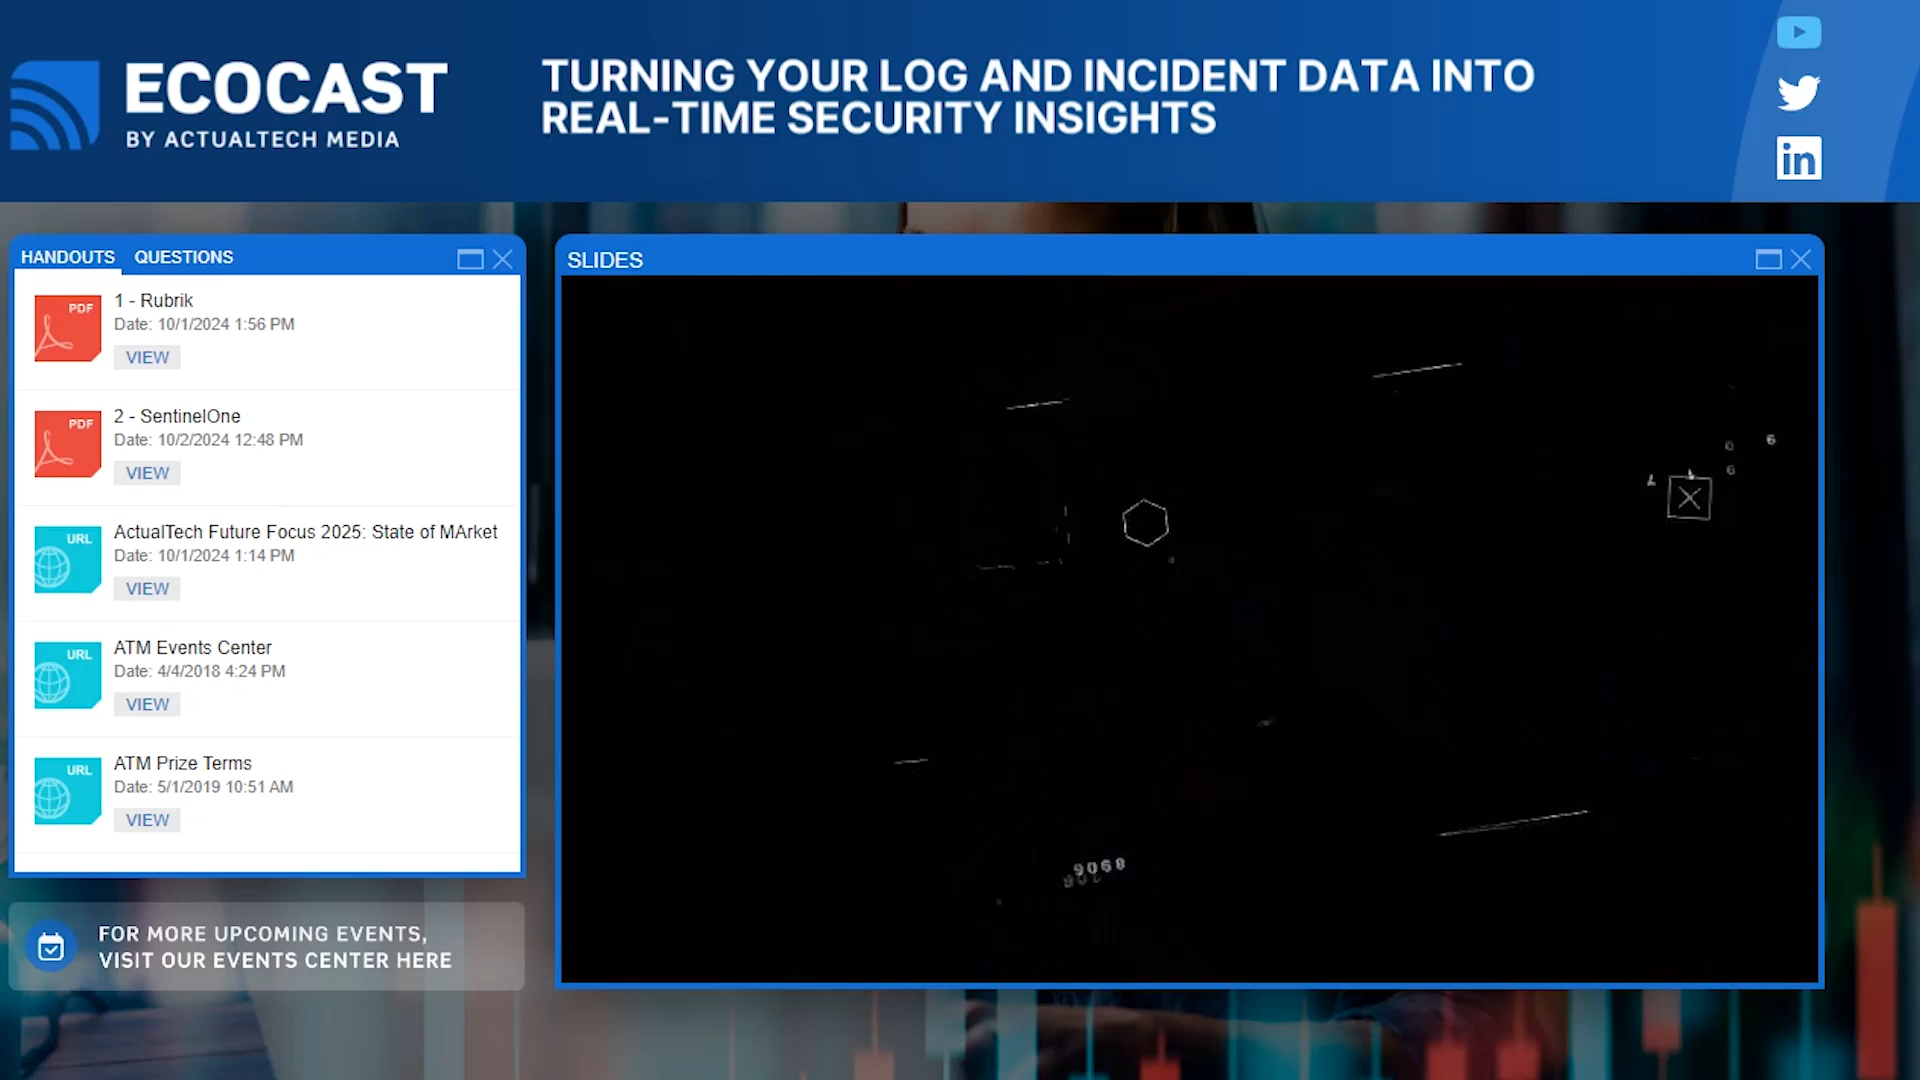 ECOCAST
BY ACTUALTECH MEDIA
TURNING YOUR LOG AND INCIDENT DATA INTO
REAL-TIME SECURITY INSIGHTS
in
HANDOUTS QUESTIONS
PDF
1 - Rubrik
Date: 10/1/2024 1:56 PM
VIEW
PDF
2 - SentinelOne
Date: 10/2/2024 12:48 PM
VIEW
URL
ActualTech Future Focus 2025: State of MArket
Date: 10/1/2024 1:14 PM
VIEW
URL
ATM Events Center
Date: 4/4/2018 4:24 PM
VIEW
URL
ATM Prize Terms
Date: 5/1/2019 10:51 AM
VIEW
FOR MORE UPCOMING EVENTS,
VISIT OUR EVENTS CENTER HERE
SLIDES